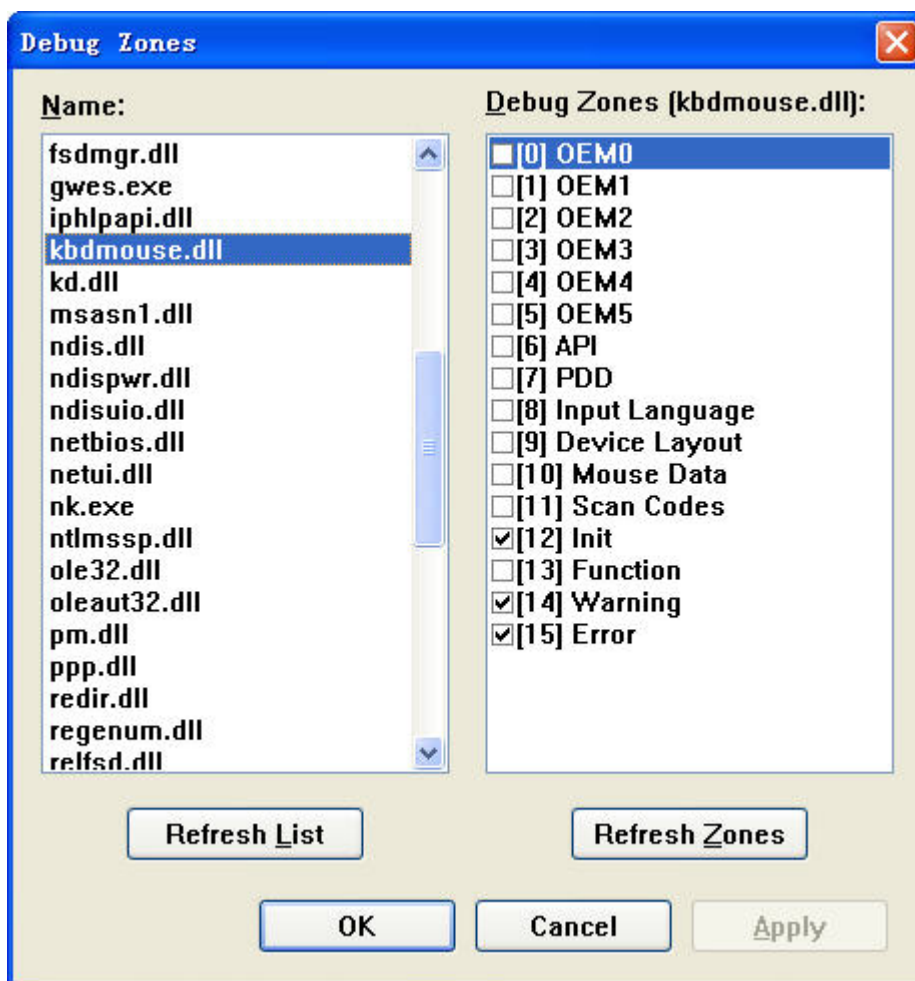 Debug Zones
Name:
fsdmgr.dll
gwes.exe
iphlpapi.dll
kbdmouse.dll
kd.dll
msasn1.dll
ndis.dll
ndispwr.dll
ndisuio.dll
netbios.dll
netui.dll
nk.exe
ntlmssp.dll
ole32.dll
oleaut32.dll
pm.dll
ppp.dll
redir.dll
regenum.dll
relfsd.dll
Refresh List
Debug Zones (kbdmouse.dll):
[0] OEM0
[1] OEM1
[2] OEM2
[3] OEM3
[4] OEM4
[5] OEM5
[6] API
[7] PDD
[8] Input Language
[9] Device Layout
[10] Mouse Data
[11] Scan Codes
[12] Init
[13] Function
[14] Warning
[15] Error
Refresh Zones
OK
Cancel
Apply